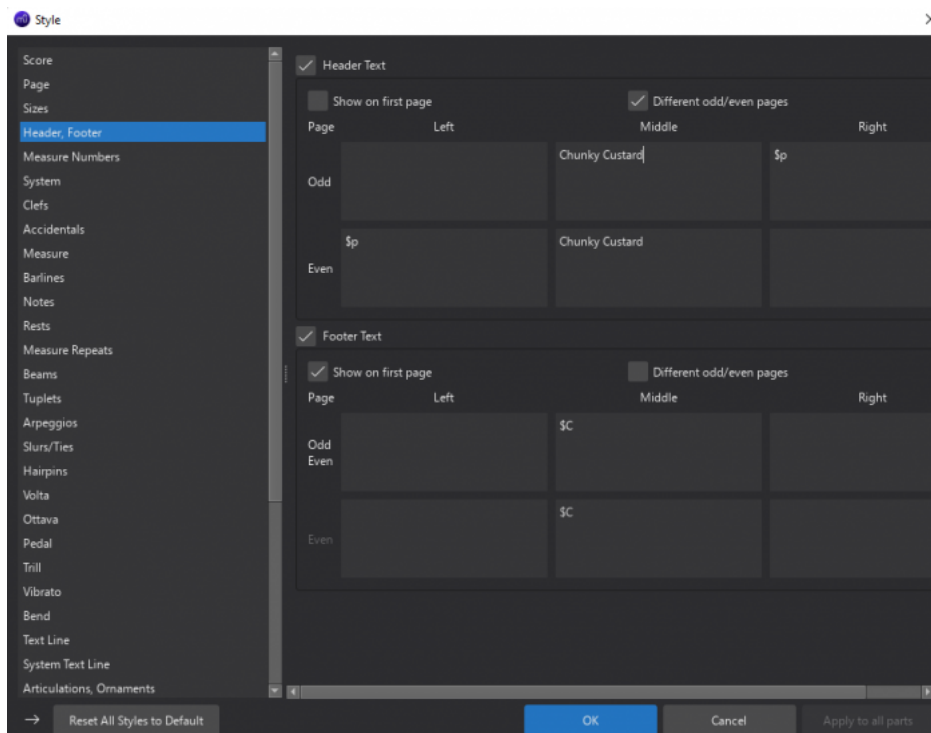 Style
Score
Page
Sizes
Header, Footer
Measure Numbers
System
Clefs
Accidentals
Measure
Barlines
Notes
Rests
Measure Repeats
Beams
Tuplets
Arpeggios
Slurs/Ties
Hairpins
Volta
Ottava
Pedal
Trill
Vibrato
Bend
Text Line
System Text Line
Articulations, Ornaments
Header Text
Show on first page Different odd/even pages
Page Left Middle Right
Odd Chunky Custard $p
Even $p Chunky Custard
Footer Text
Show on first page Different odd/even pages
Page Left Middle Right
Odd
Even
$C
Even $C
Reset All Styles to Default OK Cancel Apply to all parts